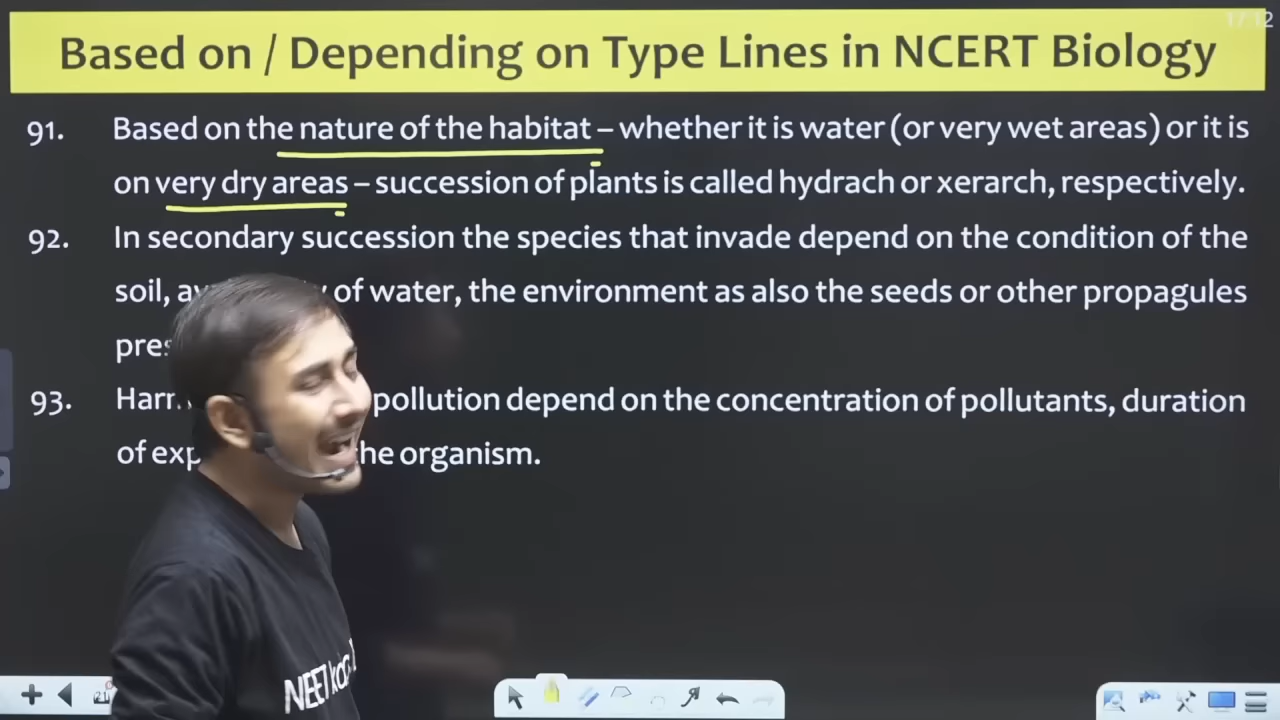 17 12
Based on / Depending on Type Lines in NCERT Biology
91. Based on the nature of the habitat – whether it is water (or very wet areas) or it is
on very dry areas – succession of plants is called hydrach or xerarch, respectively.
92. In secondary succession the species that invade depend on the condition of the
soil, of water, the environment as also the seeds or other propagules
93. pollution depend on the concentration of pollutants, duration
of the organism.
NEET